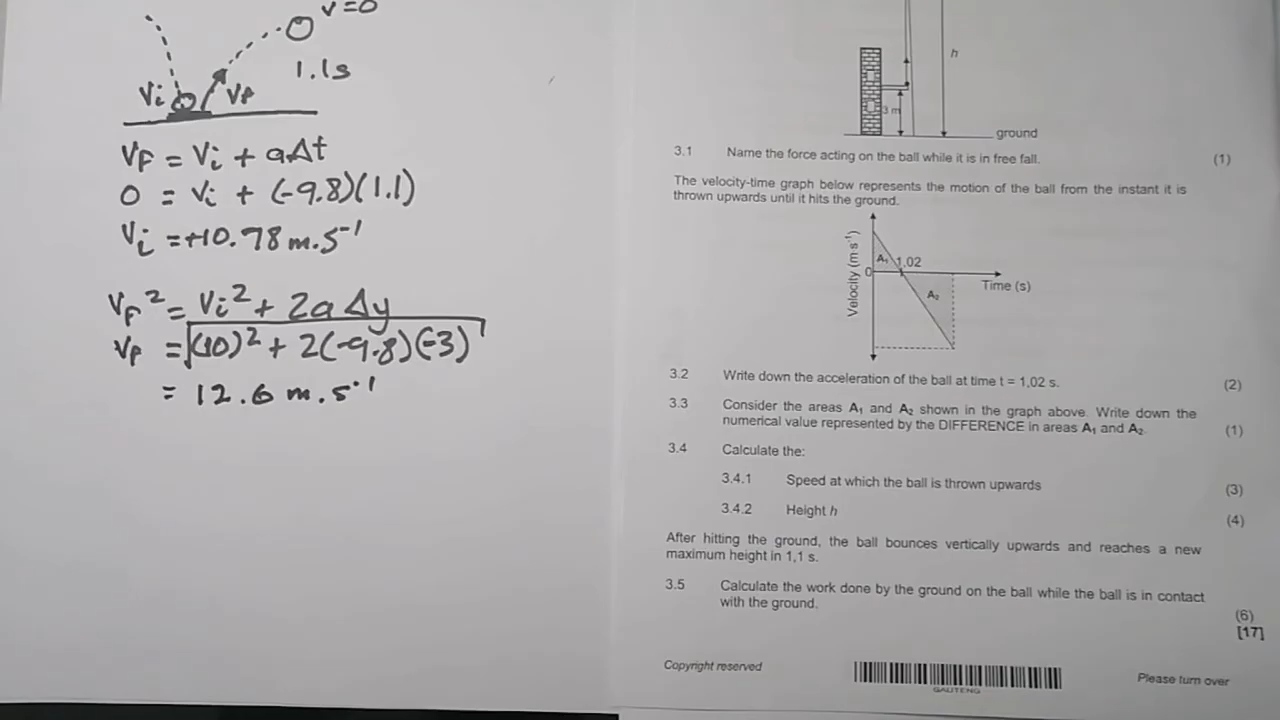 v=0
1.1s
Vi
VP
VF = Vi + aΔt
0 = Vi + (-9.8)(1.1)
Vi = +10.78 m.s⁻¹
VF² = Vi² + 2aΔy
VP = √(10)² + 2(-9.8)(-3)
= 12.6 m.s⁻¹
h
3 m
ground
3.1 Name the force acting on the ball while it is in free fall. (1)
The velocity-time graph below represents the motion of the ball from the instant it is
thrown upwards until it hits the ground.
Velocity (m·s⁻¹)
A₁ 1,02
0
Time (s)
A₂
3.2 Write down the acceleration of the ball at time t = 1,02 s. (2)
3.3 Consider the areas A₁ and A₂ shown in the graph above. Write down the
numerical value represented by the DIFFERENCE in areas A₁ and A₂. (1)
3.4 Calculate the:
3.4.1 Speed at which the ball is thrown upwards (3)
3.4.2 Height h (4)
After hitting the ground, the ball bounces vertically upwards and reaches a new
maximum height in 1,1 s.
3.5 Calculate the work done by the ground on the ball while the ball is in contact
with the ground. (6)
[17]
Copyright reserved
GAUTENG
Please turn over